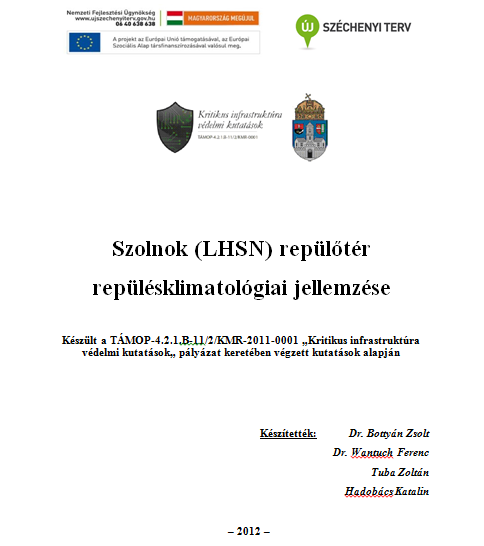 Nemzeti Fejlesztési Ügynökség
www.ujszechenyiterv.gov.hu
06 40 638 638
MAGYARORSZÁG MEGÚJUL
SZÉCHENYI TERV
A projekt az Európai Unió támogatásával, az Európai
Szociális Alap társfinanszírozásával valósul meg.
Kritikus infrastruktúra
védelmi kutatások
TÁMOP-4.2.1.B-11/2/KMR-0001
Szolnok (LHSN) repülőtér
repülésklimatológiai jellemzése
Készült a TÁMOP-4.2.1.B-11/2/KMR-2011-0001 „Kritikus infrastruktúra
védelmi kutatások„ pályázat keretében végzett kutatások alapján
Készítették: Dr. Bottyán Zsolt
Dr. Wantuch Ferenc
Tuba Zoltán
Hadobács Katalin
– 2012 –